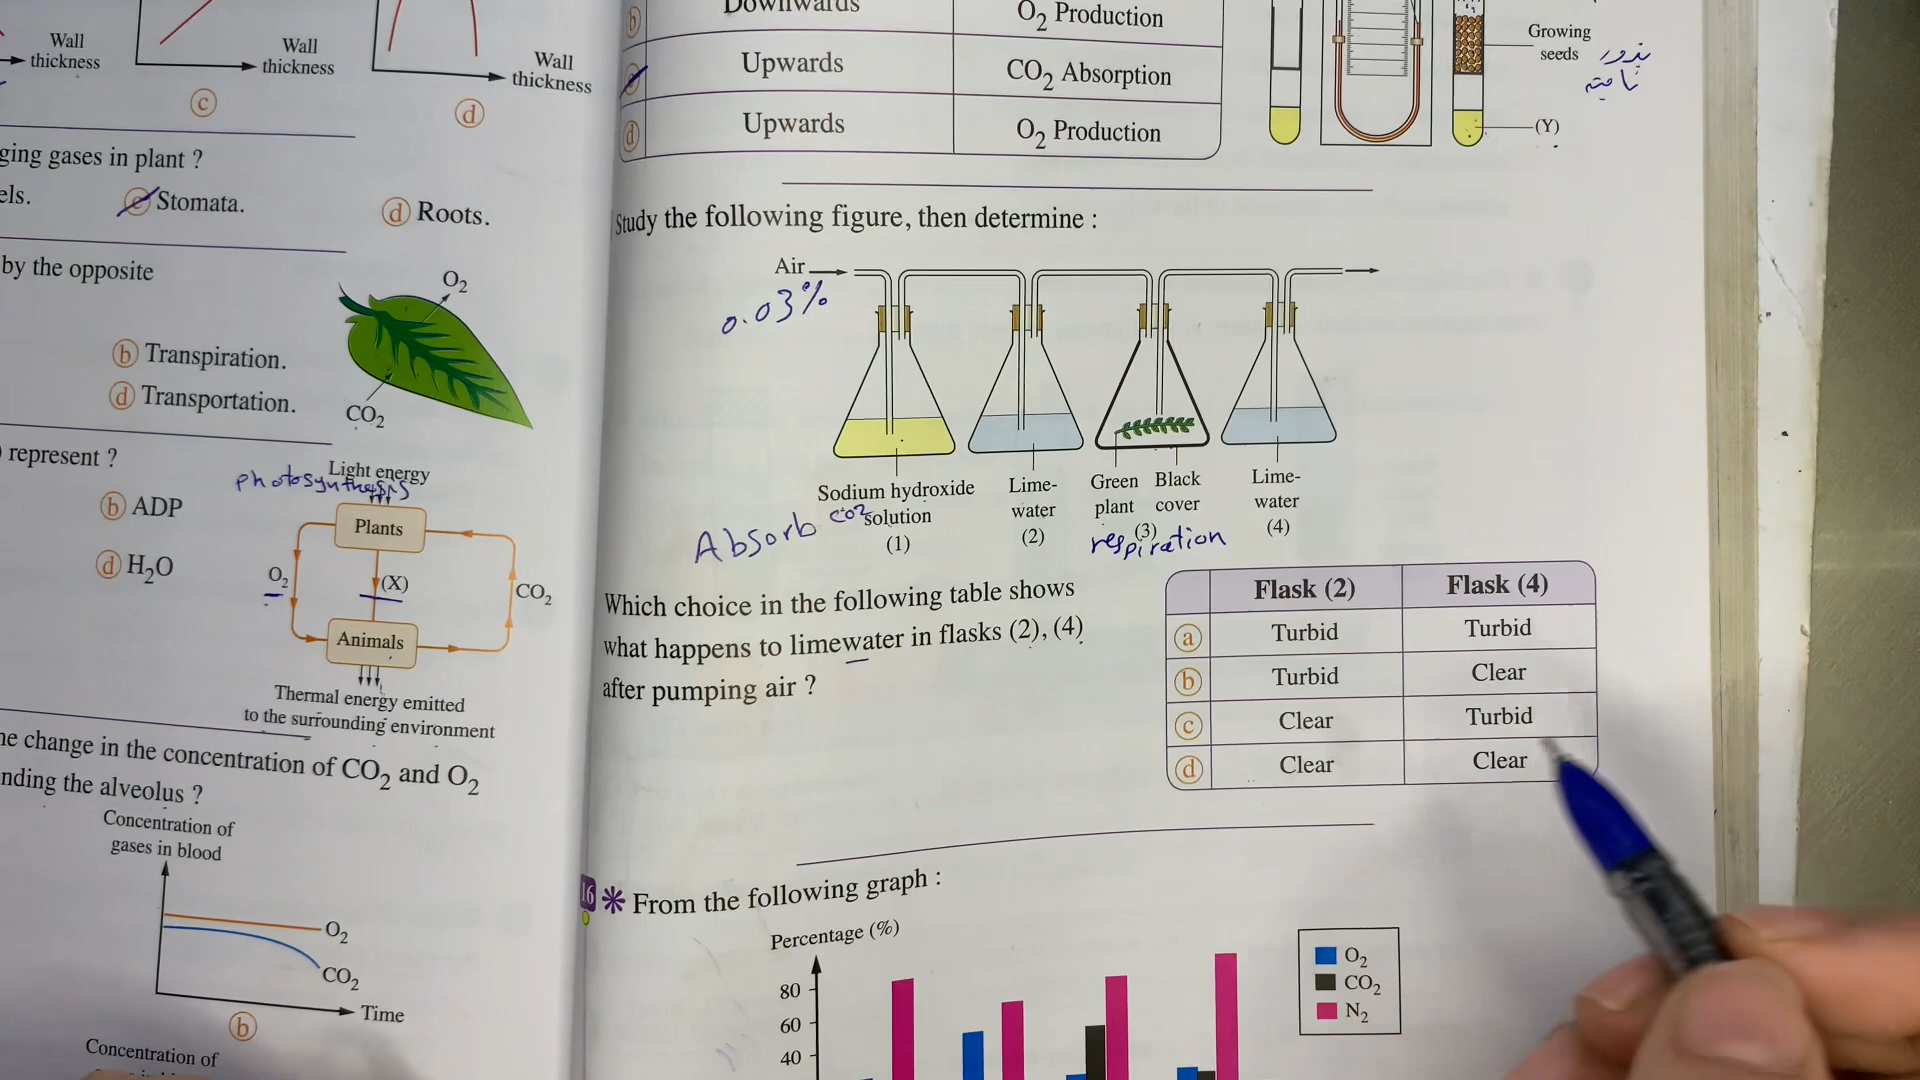 Wall
thickness
Wall
thickness
Wall
thickness
c
d
ging gases in plant ?
els.
c Stomata.
d Roots.
by the opposite
O2
b Transpiration.
d Transportation.
CO2
represent ?
Light energy
photosynthesis
b ADP
Plants
d H2O
O2
(X)
CO2
Animals
Thermal energy emitted
to the surrounding environment
he change in the concentration of CO2 and O2
nding the alveolus ?
Concentration of
gases in blood
O2
CO2
Time
b
Concentration of
b Downwards O2 Production
Upwards CO2 Absorption
d Upwards O2 Production
Growing
seeds
بذور
نامية
(Y)
Study the following figure, then determine :
Air
0.03%
Sodium hydroxide
solution
(1)
Absorb CO2
Lime-
water
(2)
Green
plant
Black
cover
(3)
respiration
Lime-
water
(4)
Which choice in the following table shows
what happens to limewater in flasks (2), (4)
after pumping air ?
Flask (2) Flask (4)
a Turbid Turbid
b Turbid Clear
c Clear Turbid
d Clear Clear
16 * From the following graph :
Percentage (%)
80
60
40
O2
CO2
N2